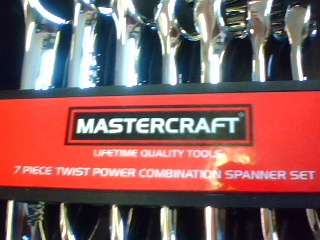 MASTERCRAFT®
LIFETIME QUALITY TOOLS
7 PIECE TWIST POWER COMBINATION SPANNER SET